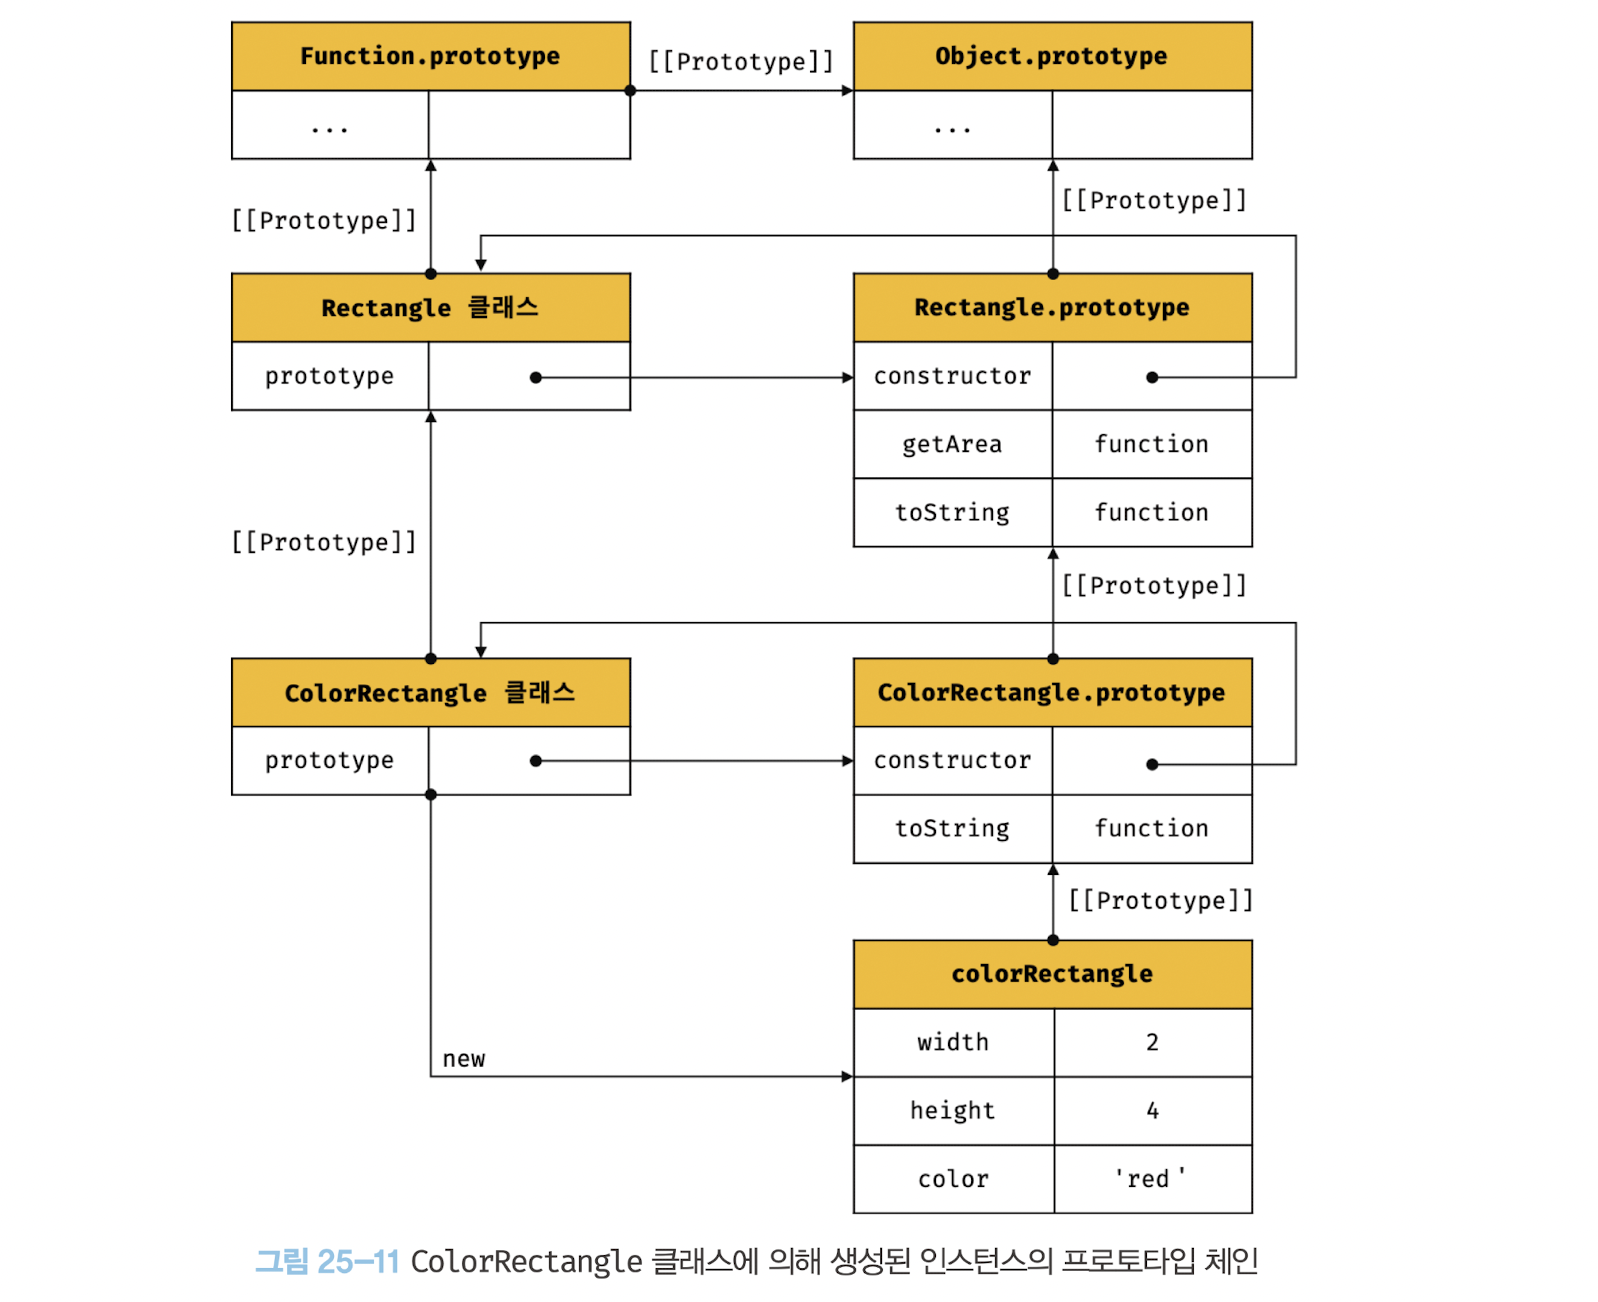 Function.prototype
[[Prototype]]
Object.prototype
...
...
[[Prototype]]
[[Prototype]]
Rectangle 클래스
Rectangle.prototype
prototype
constructor
getArea
function
toString
function
[[Prototype]]
[[Prototype]]
ColorRectangle 클래스
ColorRectangle.prototype
prototype
constructor
toString
function
[[Prototype]]
colorRectangle
width
2
new
height
4
color
'red'
그림 25-11 ColorRectangle 클래스에 의해 생성된 인스턴스의 프로토타입 체인